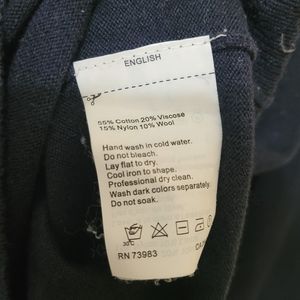 ENGLISH
55% Cotton 20% Viscose
15% Nylon 10% Wool
Hand wash in cold water.
Do not bleach.
Lay flat to dry.
Cool iron to shape.
Professional dry clean.
Wash dark colors separately.
Do not soak.
30°C
RN 73983